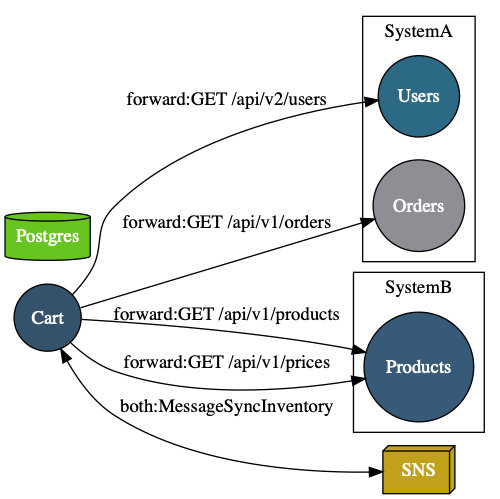 SystemA
forward:GET /api/v2/users
Users
forward:GET /api/v1/orders
Orders
Postgres
SystemB
Cart
forward:GET /api/v1/products
forward:GET /api/v1/prices
Products
both:MessageSyncInventory
SNS